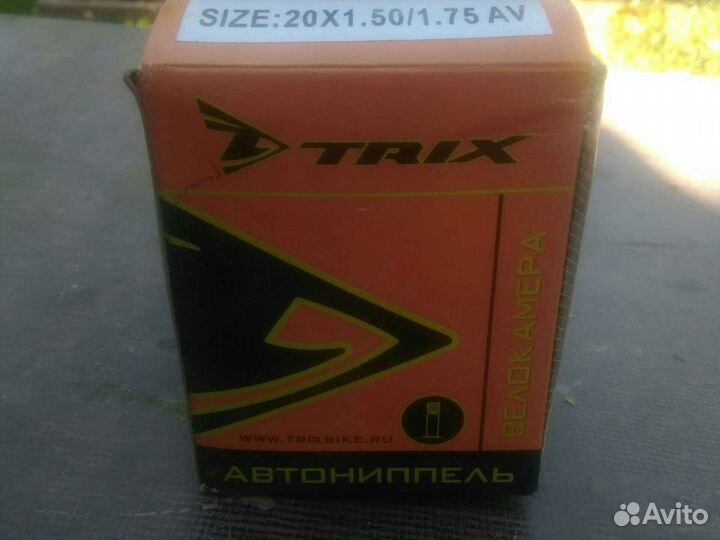 SIZE:20X1.50/1.75 AV
TRIX
ВЕЛОКАМЕРА
WWW.TRIXBIKE.RU
АВТОНИППЕЛЬ
Avito